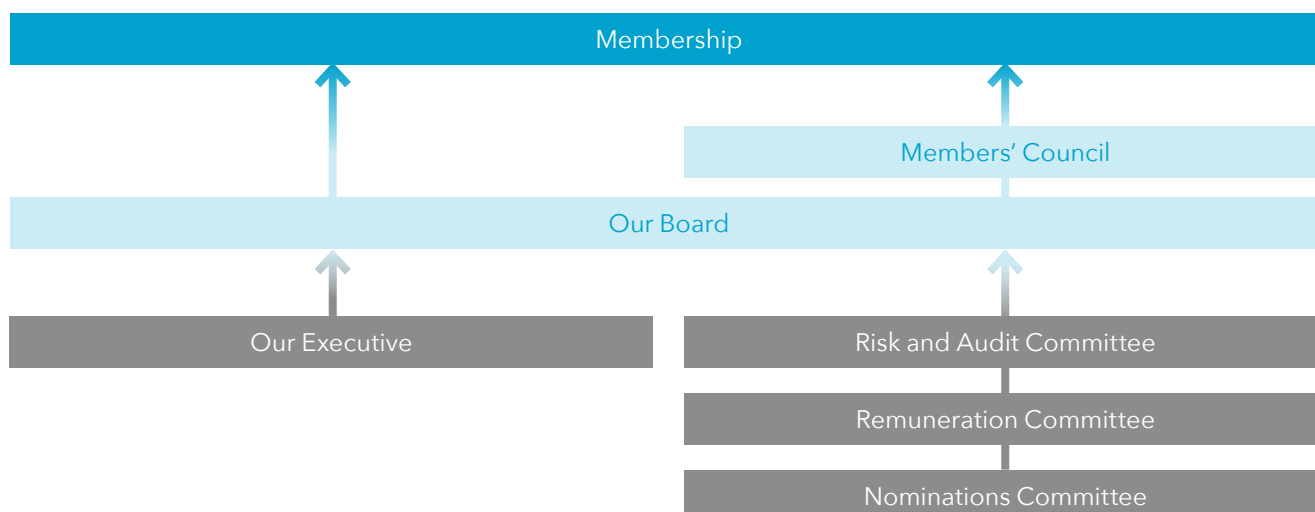 Membership
Members’ Council
Our Board
Our Executive
Risk and Audit Committee
Remuneration Committee
Nominations Committee